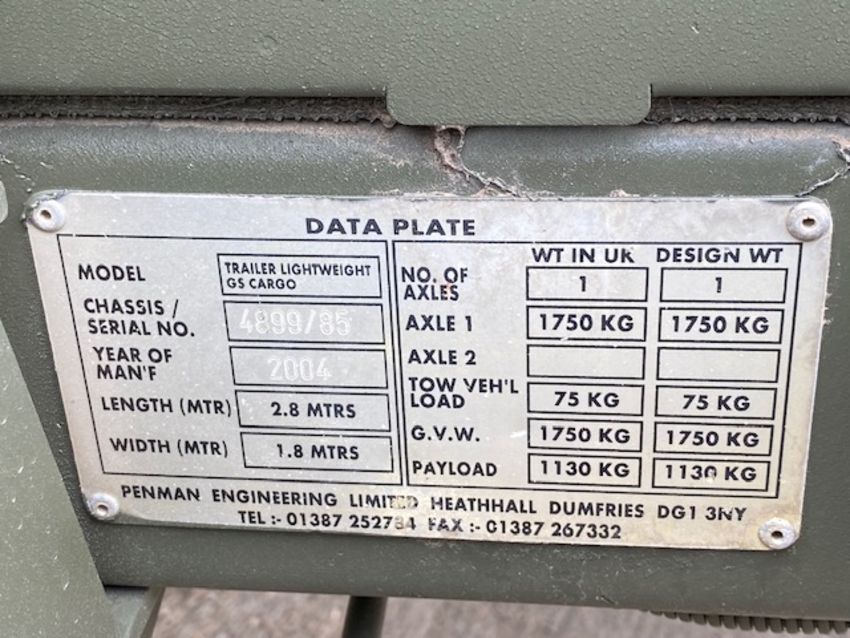 DATA PLATE
MODEL TRAILER LIGHTWEIGHT
GS CARGO
CHASSIS /
SERIAL NO. 4899/85
YEAR OF
MAN'F 2004
LENGTH (MTR) 2.8 MTRS
WIDTH (MTR) 1.8 MTRS
WT IN UK DESIGN WT
NO. OF
AXLES 1 1
AXLE 1 1750 KG 1750 KG
AXLE 2
TOW VEH'L
LOAD 75 KG 75 KG
G.V.W. 1750 KG 1750 KG
PAYLOAD 1130 KG 1130 KG
PENMAN ENGINEERING LIMITED HEATHHALL DUMFRIES DG1 3NY
TEL :- 01387 252784 FAX :- 01387 267332